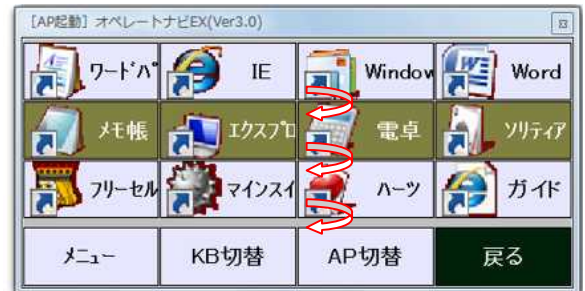 [AP起動] オペレートナビEX(Ver3.0)
ワードパ IE Window Word
メモ帳 エクスプロ 電卓 ソリティア
フリーセル マインスイ ハーツ ガイド
メニュー KB切替 AP切替 戻る